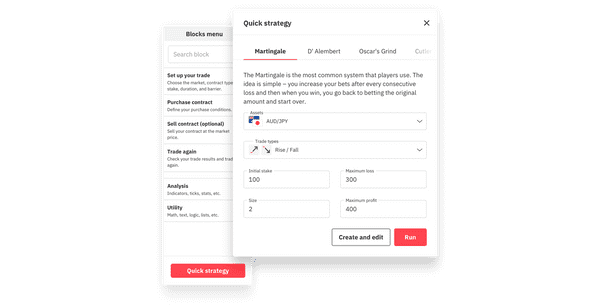 Blocks menu
Search block
Set up your trade
Choose the market, contract type
stake, duration, and barrier.
Purchase contract
Define your purchase conditions.
Sell contract (optional)
Sell your contract at the market
price.
Trade again
Check your trade results and trad
again.
Analysis
Indicators, ticks, stats, etc.
Utility
Math, text, logic, lists, etc.
Quick strategy
Quick strategy
Martingale
D' Alembert
Oscar's Grind
The Martingale is the most common system that players use. The
idea is simple – you increase your bets after every consecutive
loss and then when you win, you go back to betting the original
amount and start over.
Assets
AUD/JPY
Trade types
Rise / Fall
Initial stake
100
Maximum loss
300
Size
2
Maximum profit
400
Create and edit
Run